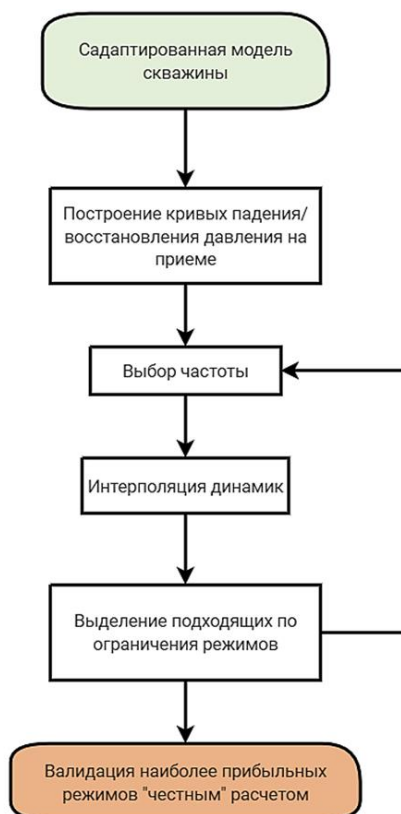 Садаптированная модель
скважины
Построение кривых падения/
восстановления давления на
приеме
Выбор частоты
Интерполяция динамик
Выделение подходящих по
ограничения режимов
Валидация наиболее прибыльных
режимов "честным" расчетом